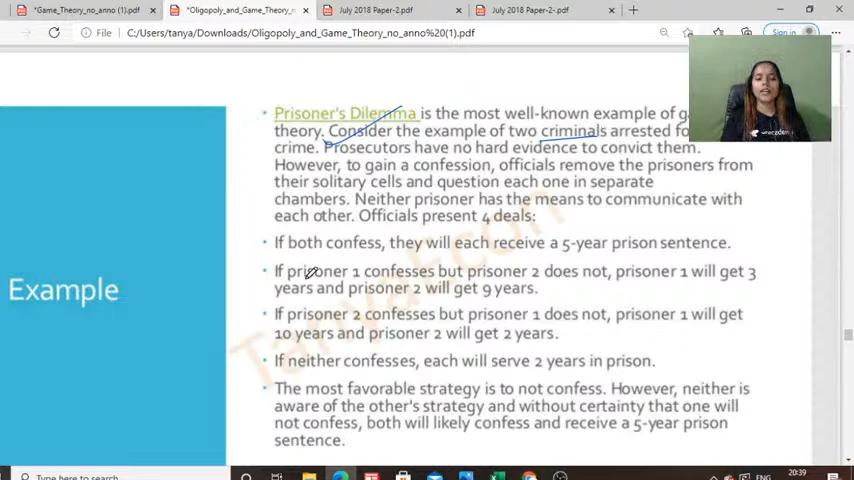 *Game_Theory_no_anno (1).pdf
*Oligopoly_and_Game_Theory_n
July 2018 Paper-2.pdf
July 2018 Paper-2-.pdf
File
C:/Users/tanya/Downloads/Oligopoly_and_Game_Theory_no_anno%20(1).pdf
Sign in
Example
• Prisoner's Dilemma is the most well-known example of
theory. Consider the example of two criminals arrested
crime. Prosecutors have no hard evidence to convict them.
However, to gain a confession, officials remove the prisoners from
their solitary cells and question each one in separate
chambers. Neither prisoner has the means to communicate with
each other. Officials present 4 deals:
• If both confess, they will each receive a 5-year prison sentence.
• If prisoner 1 confesses but prisoner 2 does not, prisoner 1 will get 3
years and prisoner 2 will get 9 years.
• If prisoner 2 confesses but prisoner 1 does not, prisoner 1 will get
10 years and prisoner 2 will get 2 years.
• If neither confesses, each will serve 2 years in prison.
• The most favorable strategy is to not confess. However, neither is
aware of the other's strategy and without certainty that one will
not confess, both will likely confess and receive a 5-year prison
sentence.
Type here to search
ENG
20:39